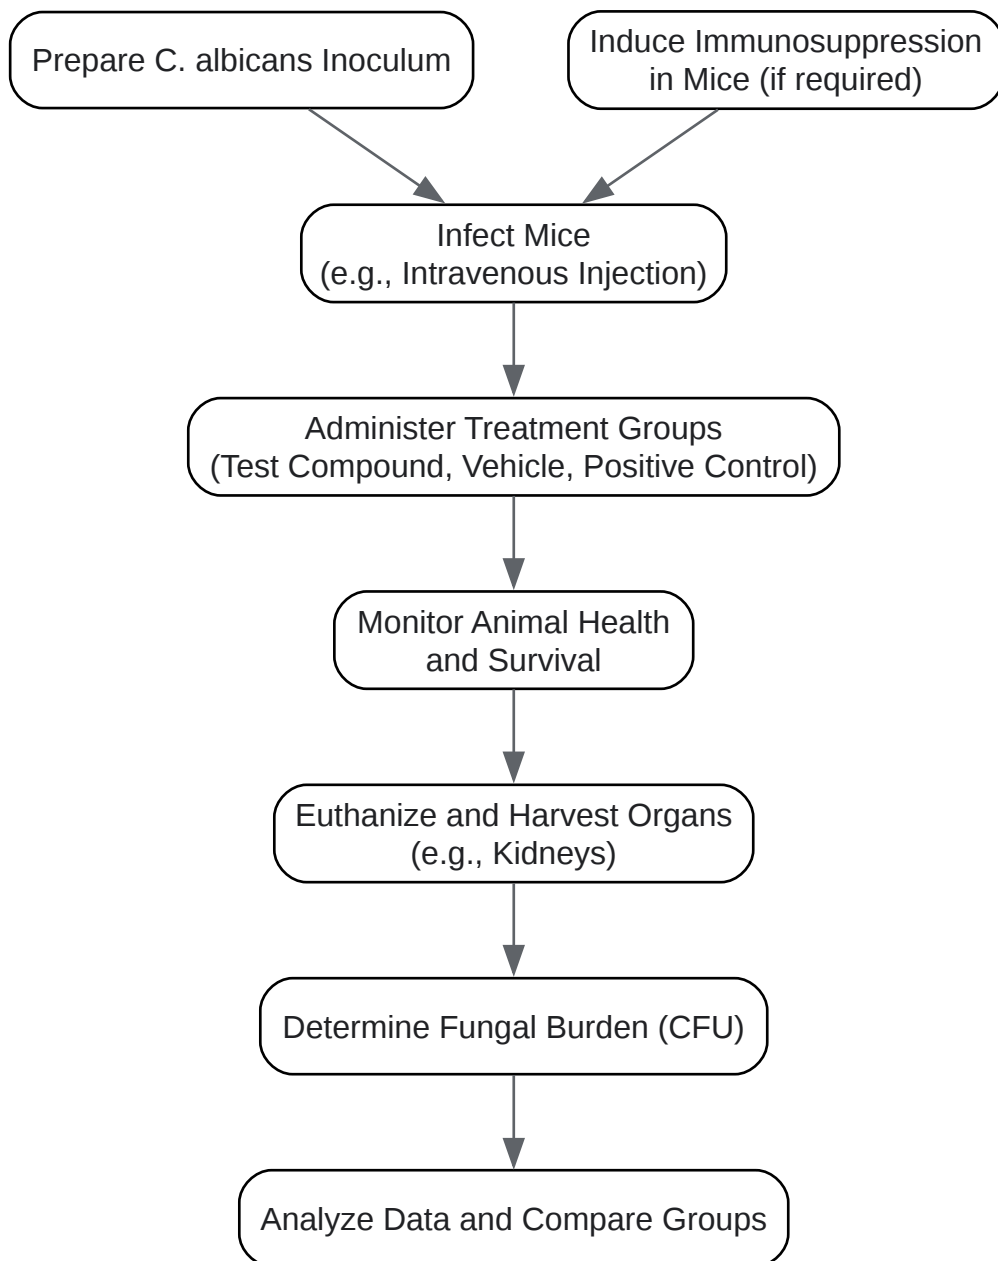 Prepare C. albicans Inoculum
Induce Immunosuppression
in Mice (if required)
Infect Mice
(e.g., Intravenous Injection)
Administer Treatment Groups
(Test Compound, Vehicle, Positive Control)
Monitor Animal Health
and Survival
Euthanize and Harvest Organs
(e.g., Kidneys)
Determine Fungal Burden (CFU)
Analyze Data and Compare Groups